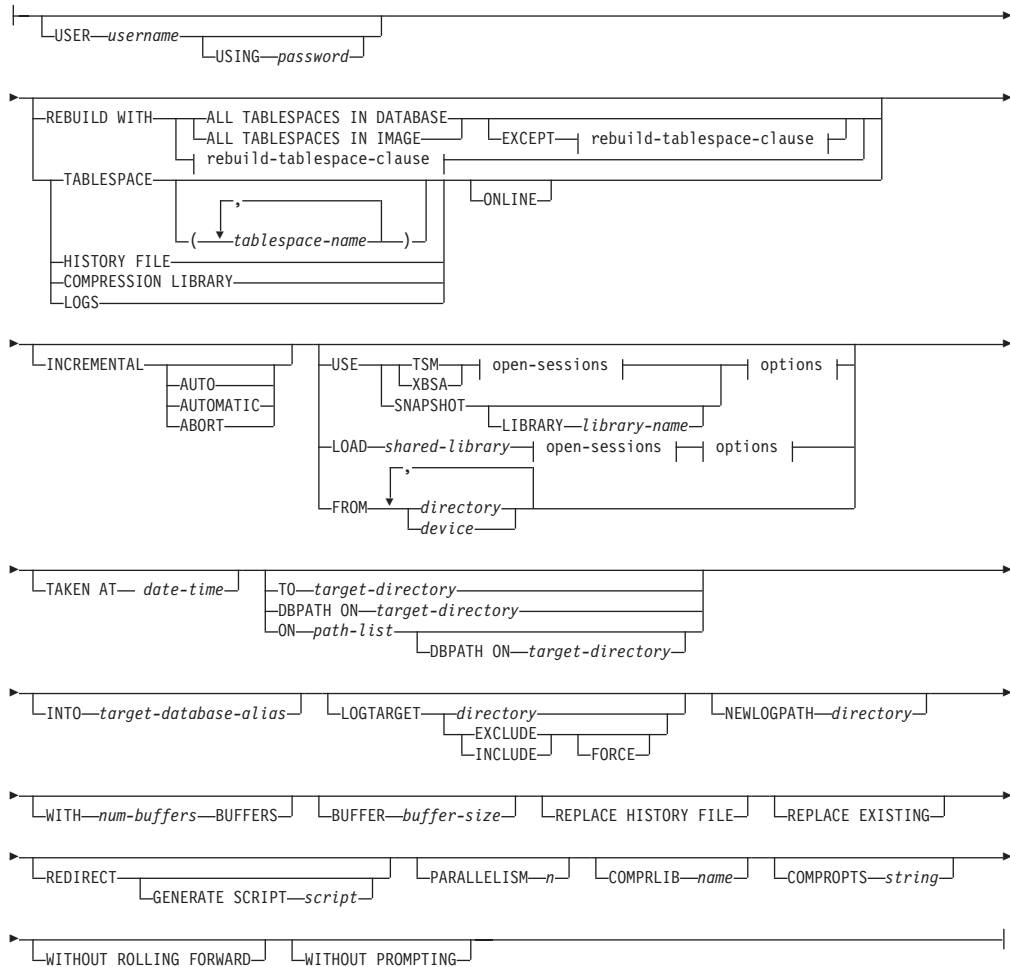 USER username
USING password
REBUILD WITH ALL TABLESPACES IN DATABASE
ALL TABLESPACES IN IMAGE EXCEPT rebuild-tablespace-clause
rebuild-tablespace-clause
TABLESPACE ONLINE
,
( tablespace-name )
HISTORY FILE
COMPRESSION LIBRARY
LOGS
INCREMENTAL USE TSM open-sessions options
AUTO XBSA
AUTOMATIC SNAPSHOT
ABORT LIBRARY library-name
LOAD shared-library open-sessions options
,
FROM directory
device
TAKEN AT date-time TO target-directory
DBPATH ON target-directory
ON path-list
DBPATH ON target-directory
INTO target-database-alias LOGTARGET directory NEWLOGPATH directory
EXCLUDE
INCLUDE FORCE
WITH num-buffers BUFFERS BUFFER buffer-size REPLACE HISTORY FILE REPLACE EXISTING
REDIRECT PARALLELISM n COMPRLIB name COMPROPTS string
GENERATE SCRIPT script
WITHOUT ROLLING FORWARD WITHOUT PROMPTING